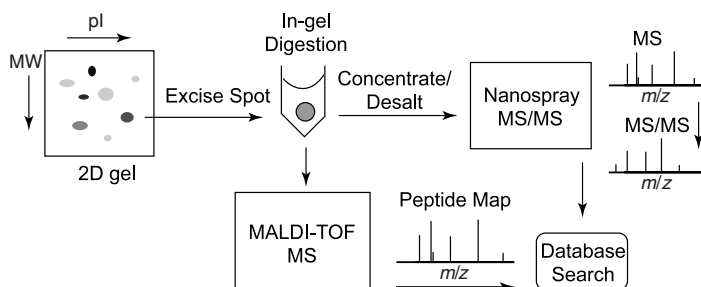 pI
MW
2D gel
Excise Spot
In-gel
Digestion
Concentrate/
Desalt
Nanospray
MS/MS
MS
m/z
MS/MS
m/z
MALDI-TOF
MS
Peptide Map
m/z
Database
Search